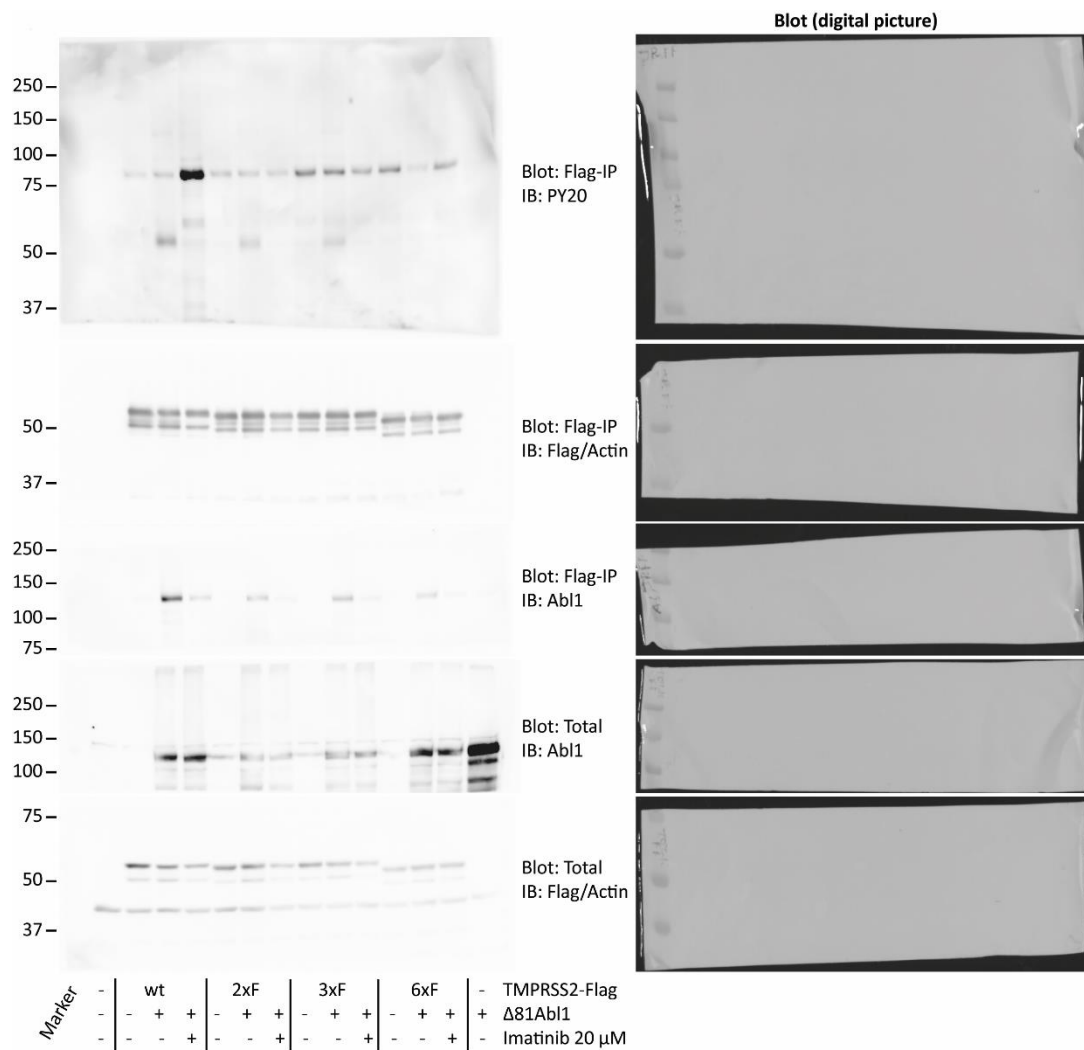 Blot (digital picture)
250
150
100
75
50
37
Blot: Flag-IP
IB: PY20
50
37
Blot: Flag-IP
IB: Flag/Actin
250
150
100
75
Blot: Flag-IP
IB: Abl1
250
150
100
Blot: Total
IB: Abl1
75
50
37
Blot: Total
IB: Flag/Actin
Marker
- wt 2xF 3xF 6xF - TMPRSS2-Flag
- - + + - + + - + + - + + + Δ81Abl1
- - - + - - + - - + - - + - Imatinib 20 μM